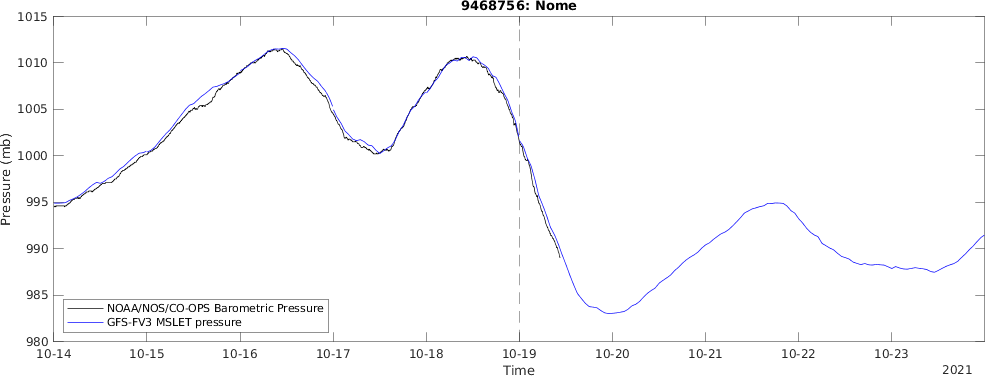 9468756: Nome
1015
1010
1005
1000
995
990
985
980
Pressure (mb)
NOAA/NOS/CO-OPS Barometric Pressure
GFS-FV3 MSLET pressure
10-14 10-15 10-16 10-17 10-18 10-19 10-20 10-21 10-22 10-23
Time
2021